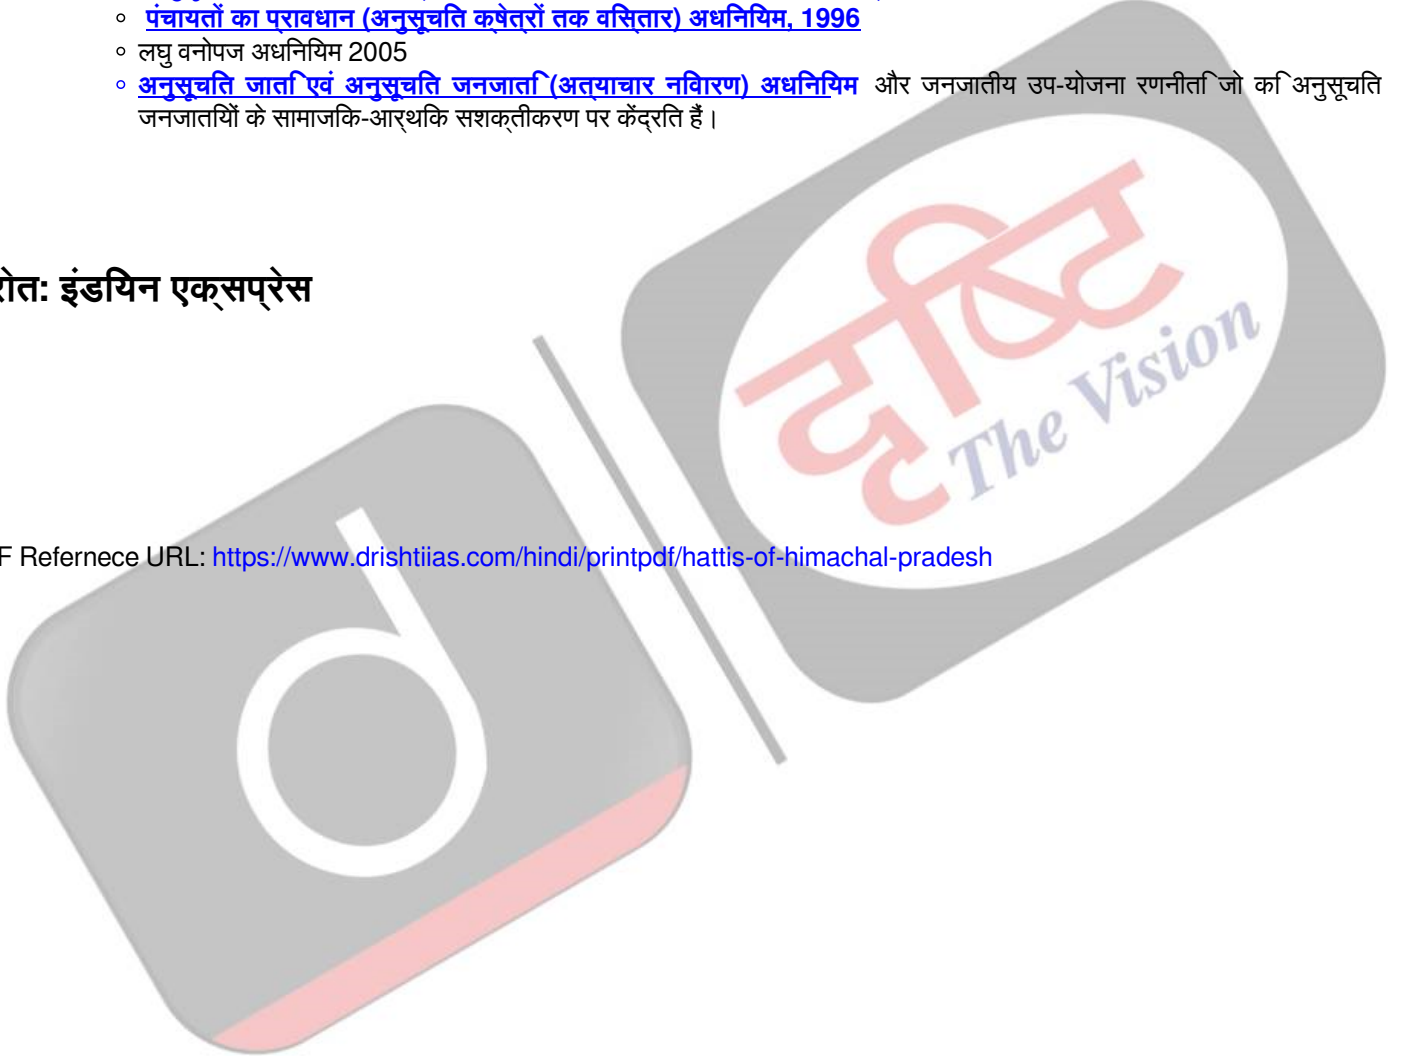 पंचायतों का प्रावधान (अनुसूचित क्षेत्रों तक विस्तार) अधिनियम, 1996
लघु वनोपज अधिनियम 2005
अनुसूचित जाति एवं अनुसूचित जनजाति (अत्याचार निवारण) अधिनियम और जनजातीय उप-योजना रणनीति जो कि अनुसूचित
जनजातियों के सामाजिक-आर्थिक सशक्तीकरण पर केंद्रित हैं।
रोत: इंडियन एक्सप्रेस
दृष्टि
The Vision
F Refernece URL: https://www.drishtiias.com/hindi/printpdf/hattis-of-himachal-pradesh
d